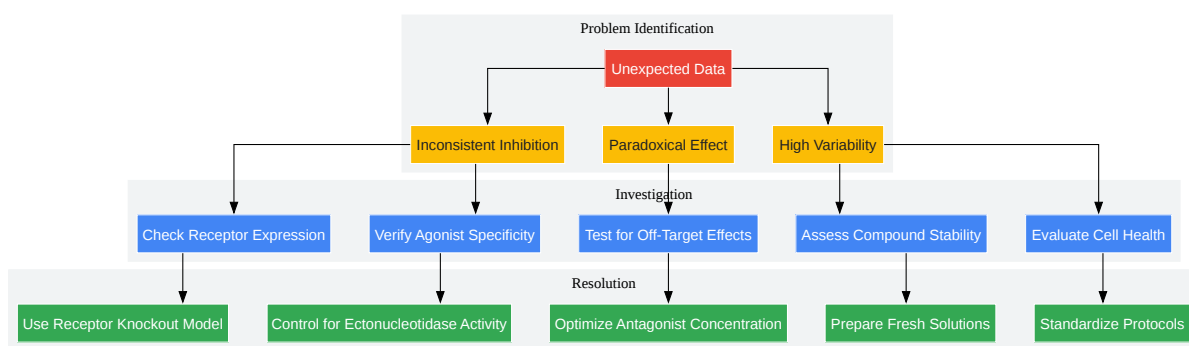 Problem Identification
Unexpected Data
Inconsistent Inhibition
Paradoxical Effect
High Variability
Investigation
Check Receptor Expression
Verify Agonist Specificity
Test for Off-Target Effects
Assess Compound Stability
Evaluate Cell Health
Resolution
Use Receptor Knockout Model
Control for Ectonucleotidase Activity
Optimize Antagonist Concentration
Prepare Fresh Solutions
Standardize Protocols